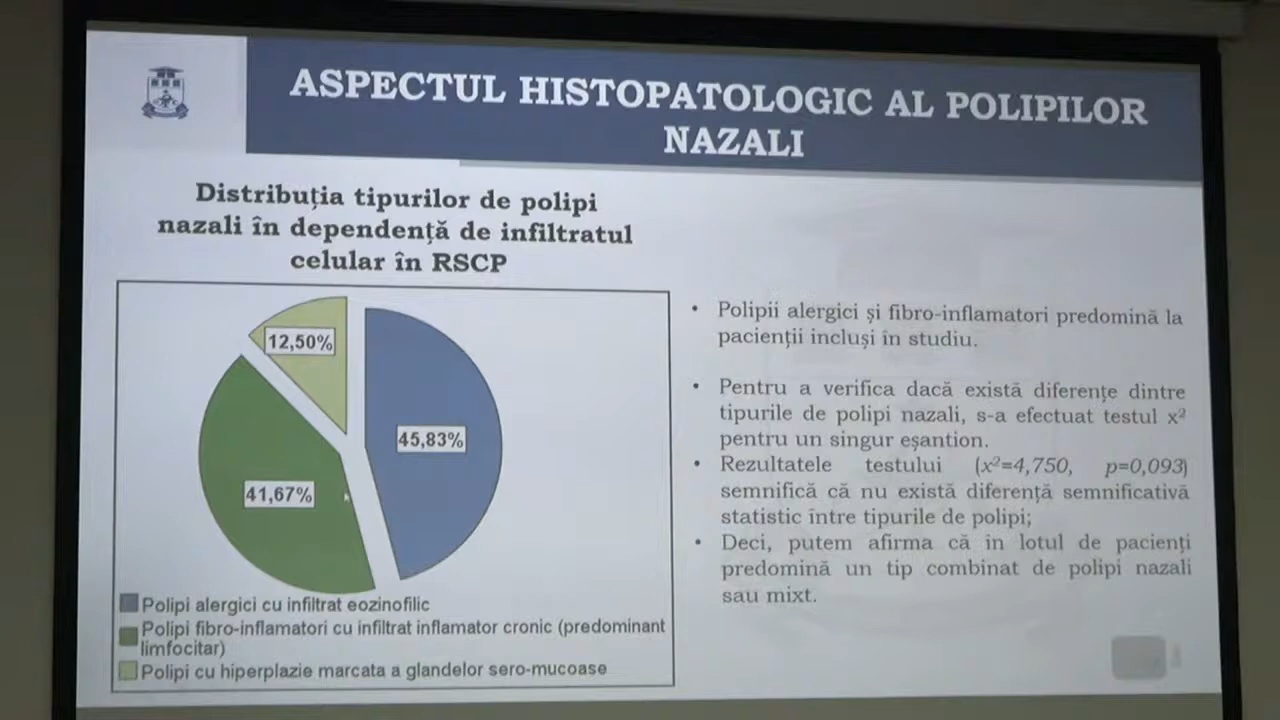 ASPECTUL HISTOPATOLOGIC AL POLIPILOR
NAZALI
Distribuția tipurilor de polipi
nazali în dependență de infiltratul
celular în RSCP
12,50%
45,83%
41,67%
Polipi alergici cu infiltrat eozinofilic
Polipi fibro-inflamatori cu infiltrat inflamator cronic (predominant
limfocitar)
Polipi cu hiperplazie marcata a glandelor sero-mucoase
• Polipii alergici și fibro-inflamatori predomină la
pacienții incluși în studiu.
• Pentru a verifica dacă există diferențe dintre
tipurile de polipi nazali, s-a efectuat testul x²
pentru un singur eșantion.
• Rezultatele testului (x²=4,750, p=0,093)
semnifică că nu există diferență semnificativă
statistic între tipurile de polipi;
• Deci, putem afirma că în lotul de pacienți
predomină un tip combinat de polipi nazali
sau mixt.